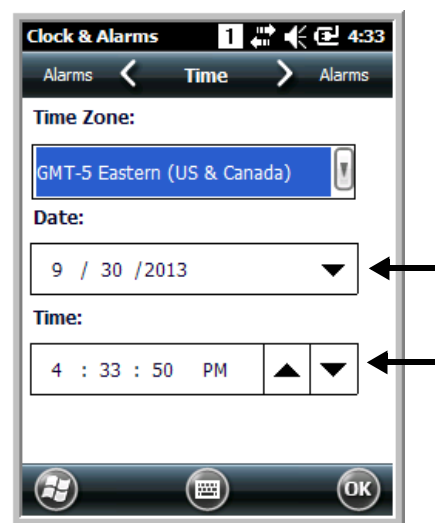 Clock & Alarms 1 4:33
Alarms Time Alarms
Time Zone:
GMT-5 Eastern (US & Canada)
Date:
9 / 30 /2013
Time:
4 : 33 : 50 PM
OK